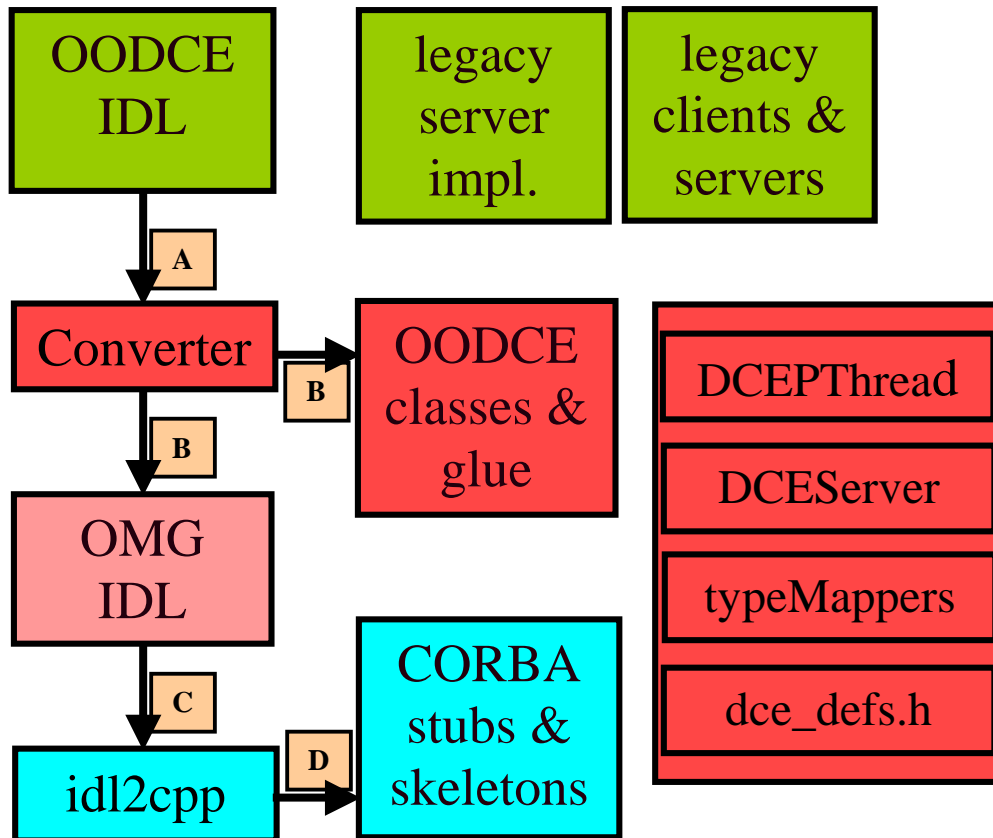 OODCE
IDL
legacy
server
impl.
legacy
clients &
servers
A
Converter
B
OODCE
classes &
glue
DCEPThread
DCEServer
typeMappers
dce_defs.h
B
OMG
IDL
C
idl2cpp
D
CORBA
stubs &
skeletons